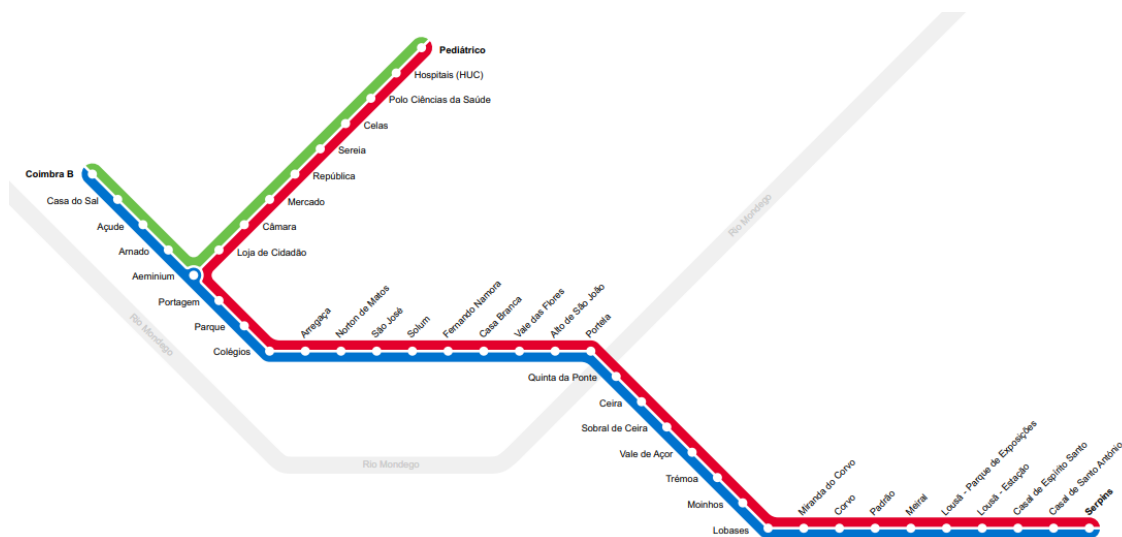 Pediátrico
Hospitais (HUC)
Polo Ciências da Saúde
Celas
Sereia
República
Mercado
Câmara
Loja de Cidadão
Coimbra B
Casa do Sal
Açude
Arnado
Aeminium
Portagem
Parque
Colégios
Arregaça
Norton de Matos
São José
Solum
Fernando Namora
Casa Branca
Vale das Flores
Alto de São João
Portela
Quinta da Ponte
Ceira
Sobral de Ceira
Vale de Açor
Trémoa
Moinhos
Lobases
Miranda do Corvo
Corvo
Padrão
Meiral
Lousã - Parque de Exposições
Lousã - Estação
Casal de Espírito Santo
Casal de Santo António
Serpins
Rio Mondego
Rio Mondego
Rio Mondego